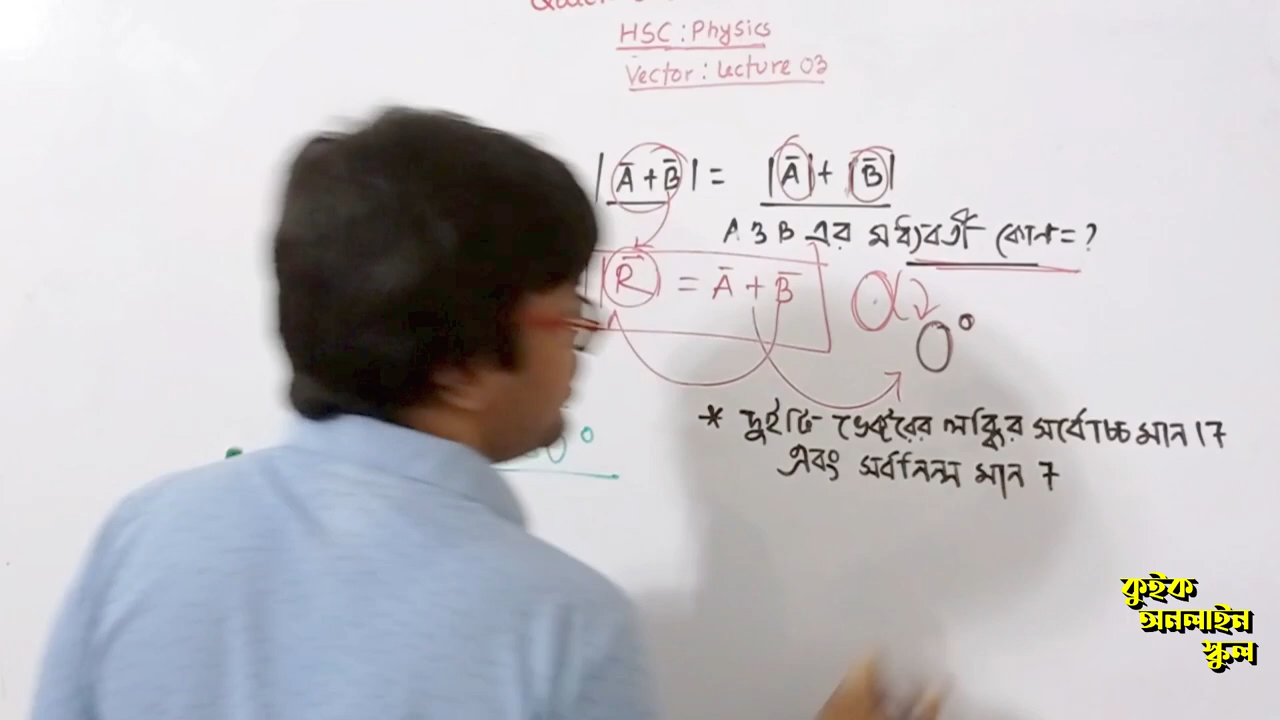 HSC : Physics
Vector : Lecture 03
|A̅ + B̅| = |A̅| + |B̅|
A ও B এর মধ্যবর্তী কোন = ?
|R̅| = A̅ + B̅
α
0°
* দুইটি ভেক্টরের লব্ধির সর্বোচ্চ মান 17
এবং সর্বনিম্ন মান 7
কুইক
অনলাইন
স্কুল